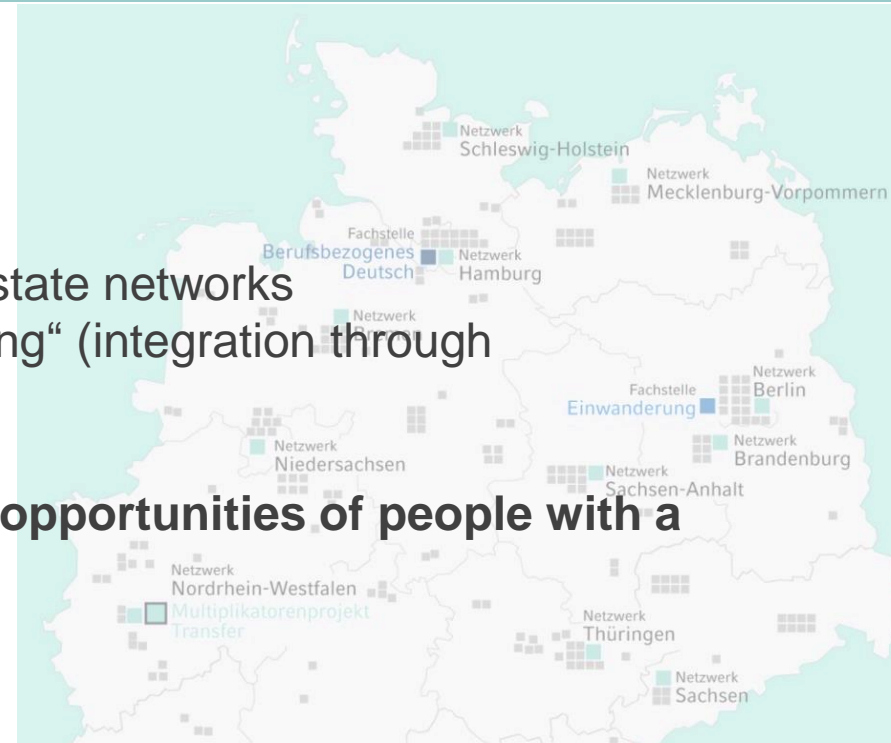 Netzwerk
Schleswig-Holstein
Netzwerk
Mecklenburg-Vorpommern
Fachstelle
Berufsbezogenes
Deutsch
Netzwerk
Hamburg
state networks
Netzwerk
Bremen
ng“ (integration through
Netzwerk
Berlin
Fachstelle
Einwanderung
Netzwerk
Brandenburg
Netzwerk
Niedersachsen
Netzwerk
Sachsen-Anhalt
opportunities of people with a
Netzwerk
Nordrhein-Westfalen
Multiplikatorenprojekt
Transfer
Netzwerk
Thüringen
Netzwerk
Sachsen